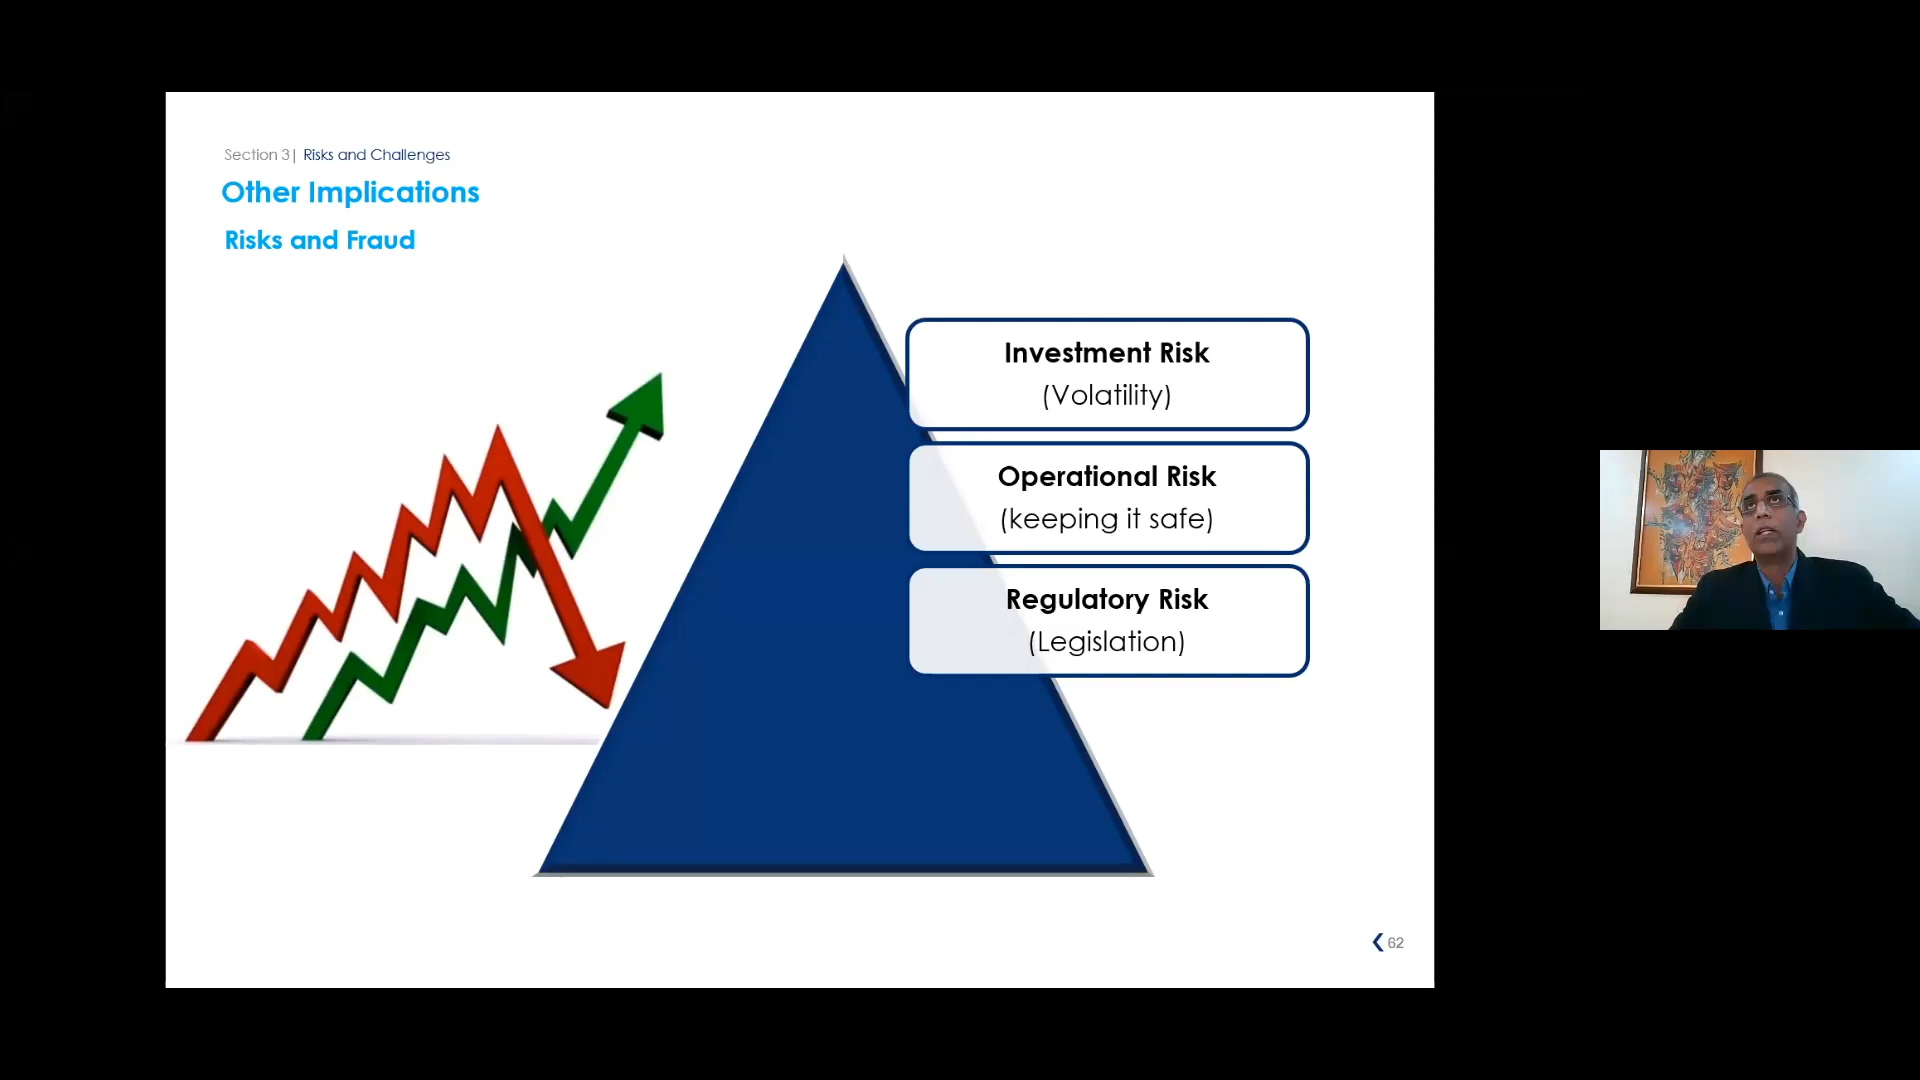 Section 3| Risks and Challenges
Other Implications
Risks and Fraud
Investment Risk
(Volatility)
Operational Risk
(keeping it safe)
Regulatory Risk
(Legislation)
62